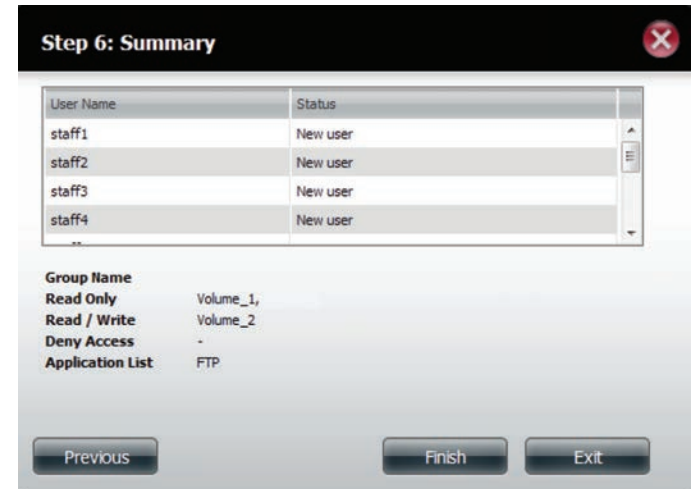 Step 6: Summary
User Name Status
staff1 New user
staff2 New user
staff3 New user
staff4 New user
Group Name
Read Only Volume_1,
Read / Write Volume_2
Deny Access -
Application List FTP
Previous Finish Exit